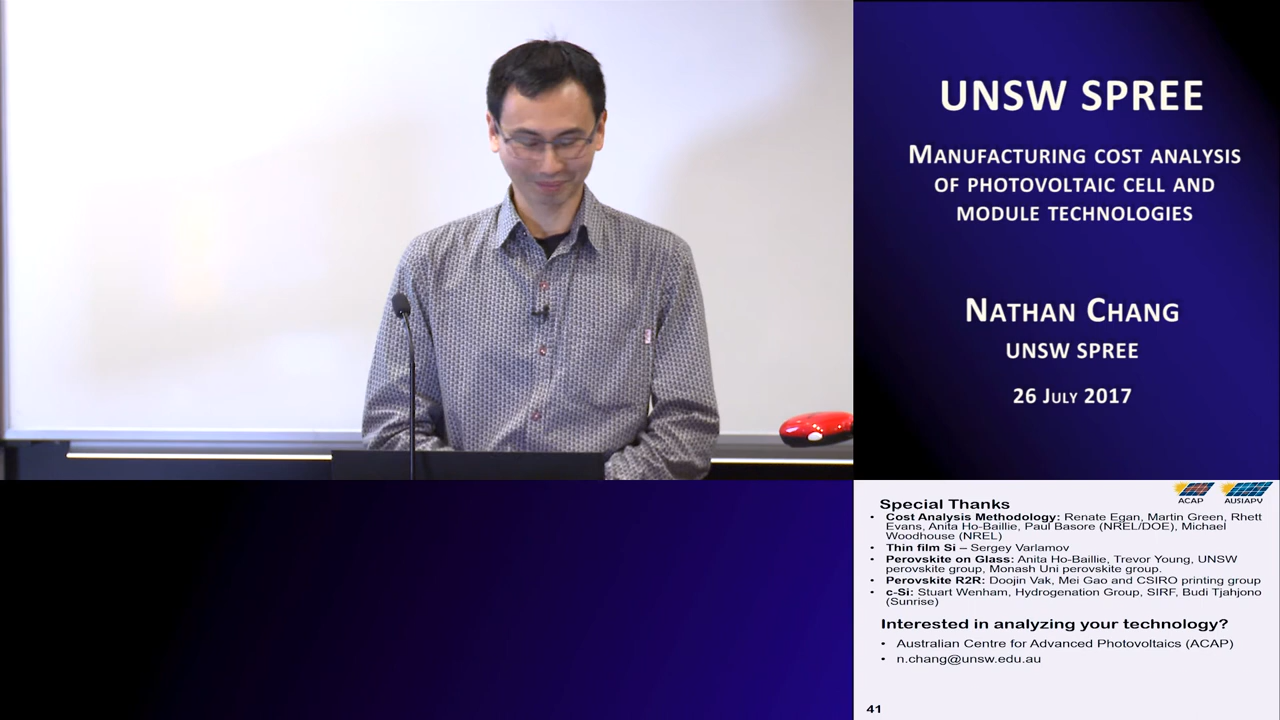 UNSW SPREE
MANUFACTURING COST ANALYSIS
OF PHOTOVOLTAIC CELL AND
MODULE TECHNOLOGIES
NATHAN CHANG
UNSW SPREE
26 JULY 2017
ACAP AUSIAPV
Special Thanks
• Cost Analysis Methodology: Renate Egan, Martin Green, Rhett
Evans, Anita Ho-Baillie, Paul Basore (NREL/DOE), Michael
Woodhouse (NREL)
• Thin film Si – Sergey Varlamov
• Perovskite on Glass: Anita Ho-Baillie, Trevor Young, UNSW
perovskite group, Monash Uni perovskite group.
• Perovskite R2R: Doojin Vak, Mei Gao and CSIRO printing group
• c-Si: Stuart Wenham, Hydrogenation Group, SIRF, Budi Tjahjono
(Sunrise)
Interested in analyzing your technology?
• Australian Centre for Advanced Photovoltaics (ACAP)
• n.chang@unsw.edu.au
41